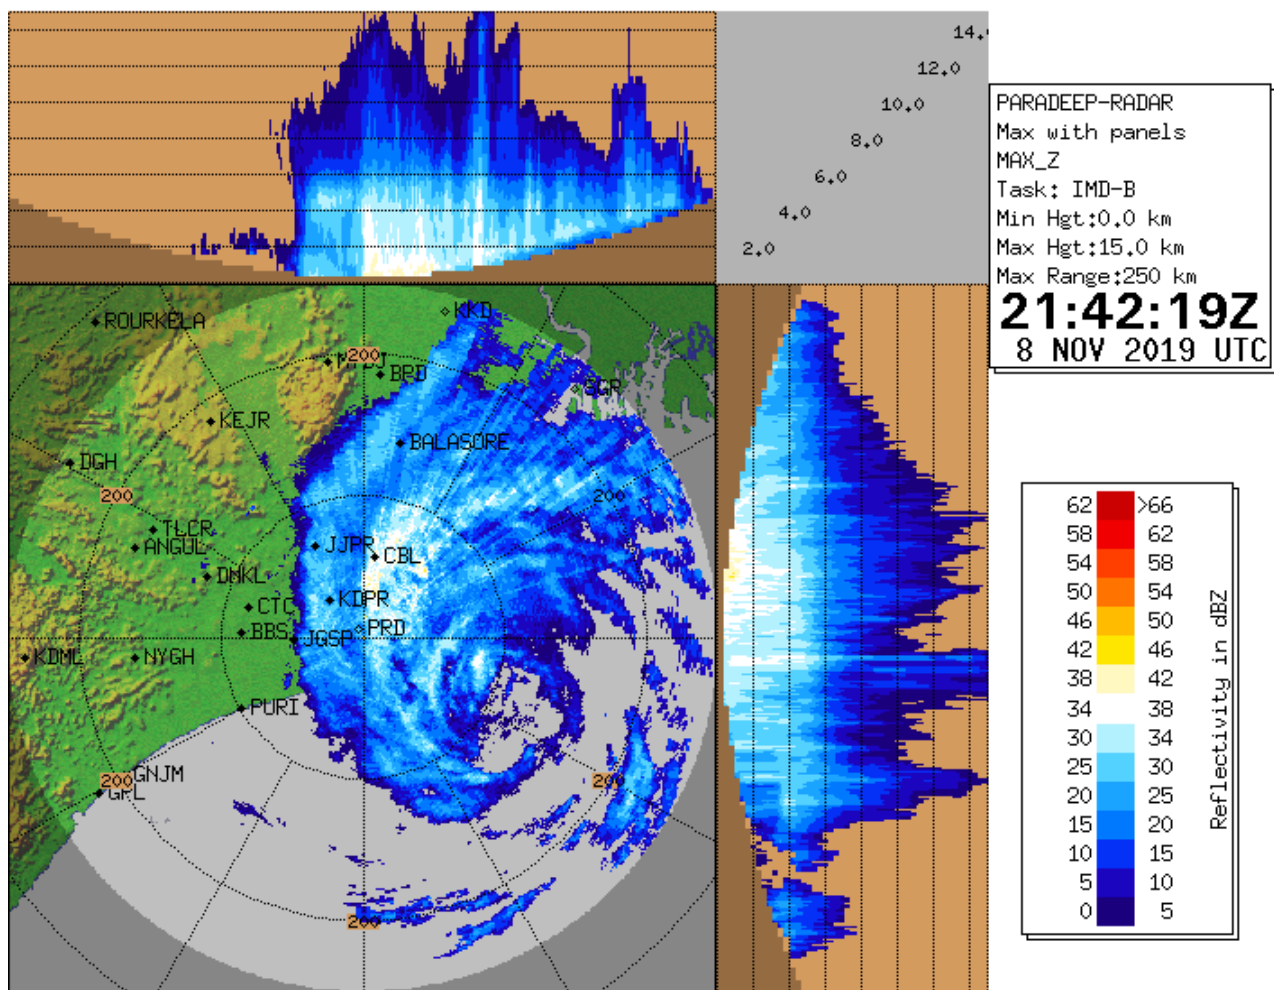 14.
12.0
10.0
8.0
6.0
4.0
2.0
PARADEEP-RADAR
Max with panels
MAX_Z
Task: IMD-B
Min Hgt:0.0 km
Max Hgt:15.0 km
Max Range:250 km
21:42:19Z
8 NOV 2019 UTC
KKD
ROURKELA
200
BPD
SGR
KEJR
BALASORE
DGH
200
200
TLCR
ANGUL
JJPR
CBL
DNKL
KDPR
CTC
PRD
BBS
JGSP
KDML
NYGH
PURI
GNJM
200
200
GPL
200
62 >66
58 62
54 58
50 54
46 50
42 46
38 42
34 38
30 34
25 30
20 25
15 20
10 15
5 10
0 5
Reflectivity in dBZ